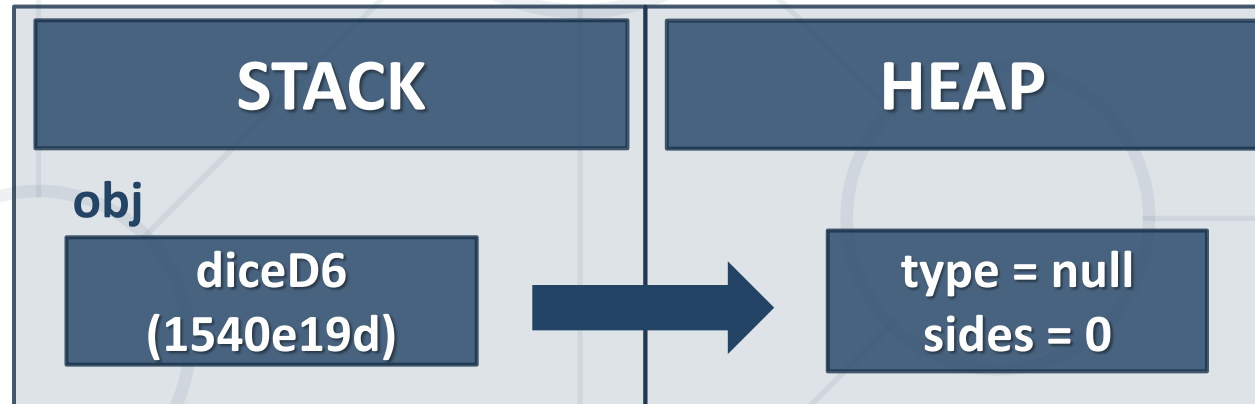 STACK
HEAP
obj
diceD6
(1540e19d)
type = null
sides = 0